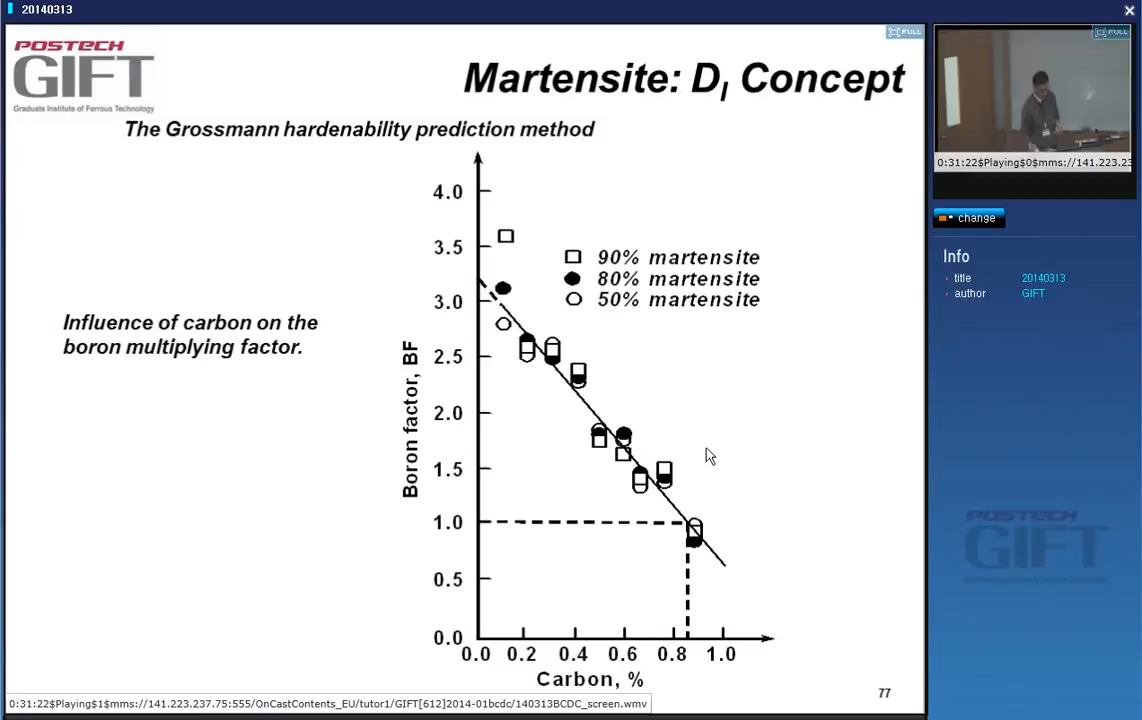 20140313
POSTECH
GIFT
Graduate Institute of Ferrous Technology
FULL
Martensite: DI Concept
The Grossmann hardenability prediction method
4.0
3.5
3.0
2.5
2.0
1.5
1.0
0.5
0.0
Boron factor, BF
90% martensite
80% martensite
50% martensite
Influence of carbon on the
boron multiplying factor.
0.0 0.2 0.4 0.6 0.8 1.0
Carbon, %
77
0:31:22$Playing$1$mms://141.223.237.75:555/OnCastContents_EU/tutor1/GIFT[612]2014-01bcdc/140313BCDC_screen.wmv
FULL
0:31:22$Playing$0$mms://141.223.23
change
Info
title 20140313
author GIFT
POSTECH
GIFT